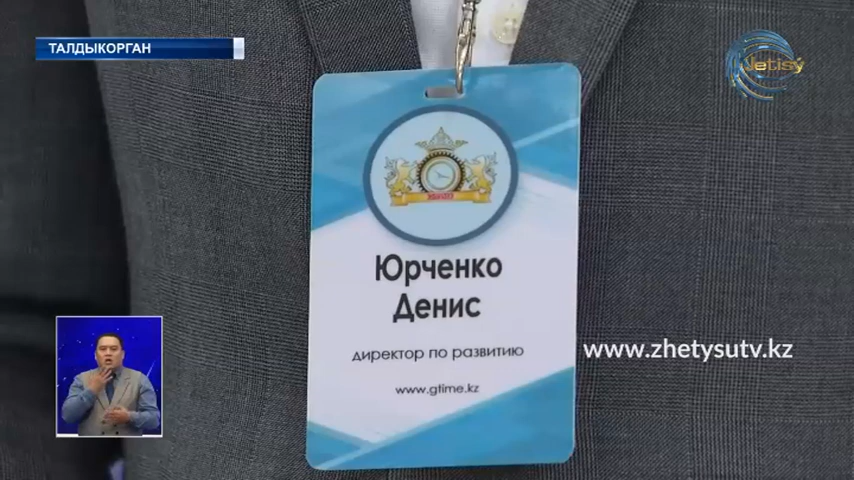 ТАЛДЫКОРГАН
Jetisý
Юрченко
Денис
директор по развитию
www.gtime.kz
www.zhetysutv.kz